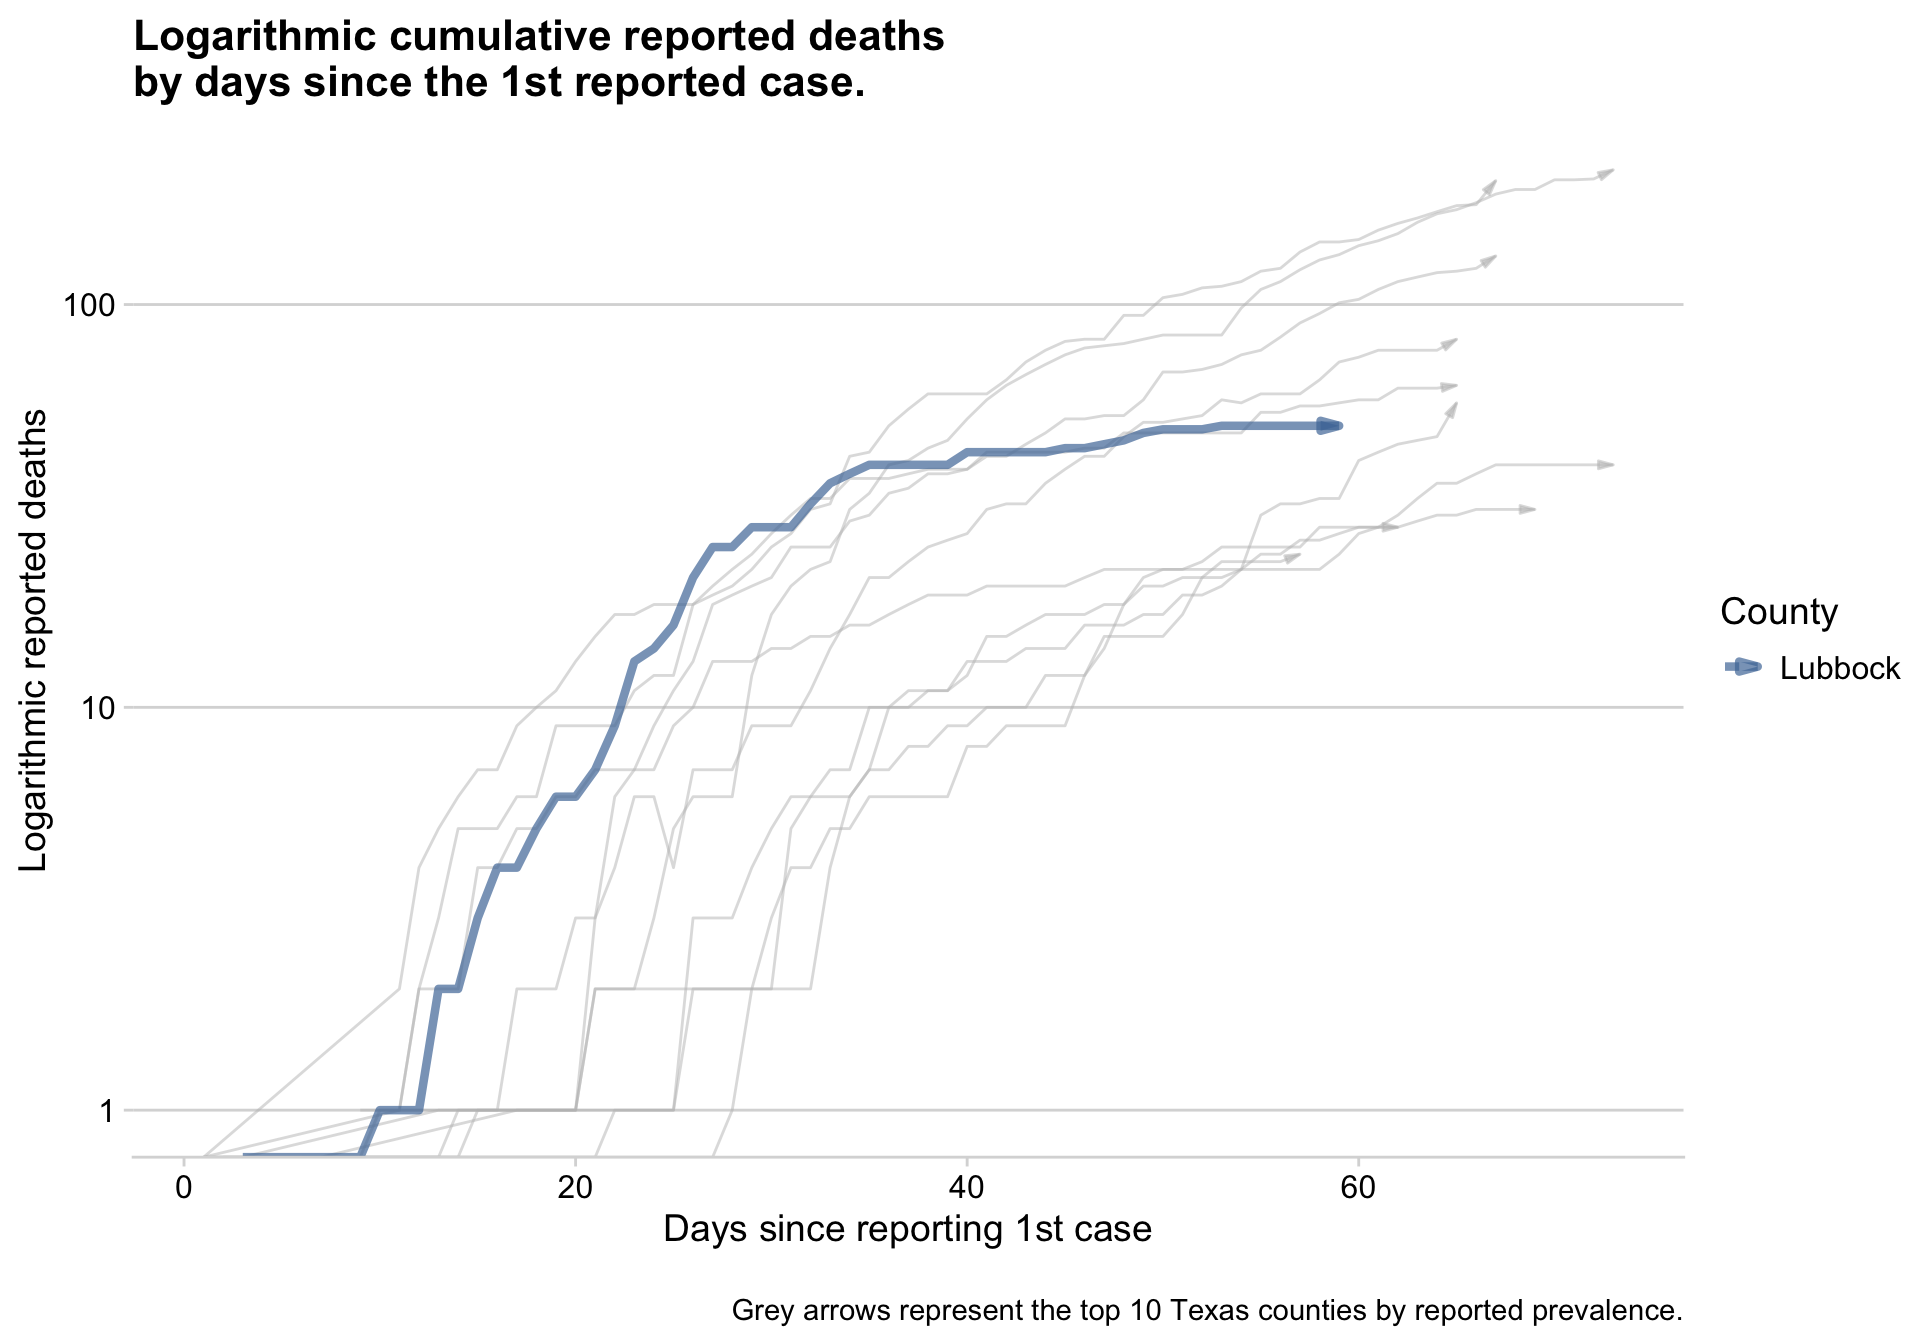 Logarithmic cumulative reported deaths
by days since the 1st reported case.
Logarithmic reported deaths
100
10
1
0
20
40
60
Days since reporting 1st case
County
Lubbock
Grey arrows represent the top 10 Texas counties by reported prevalence.